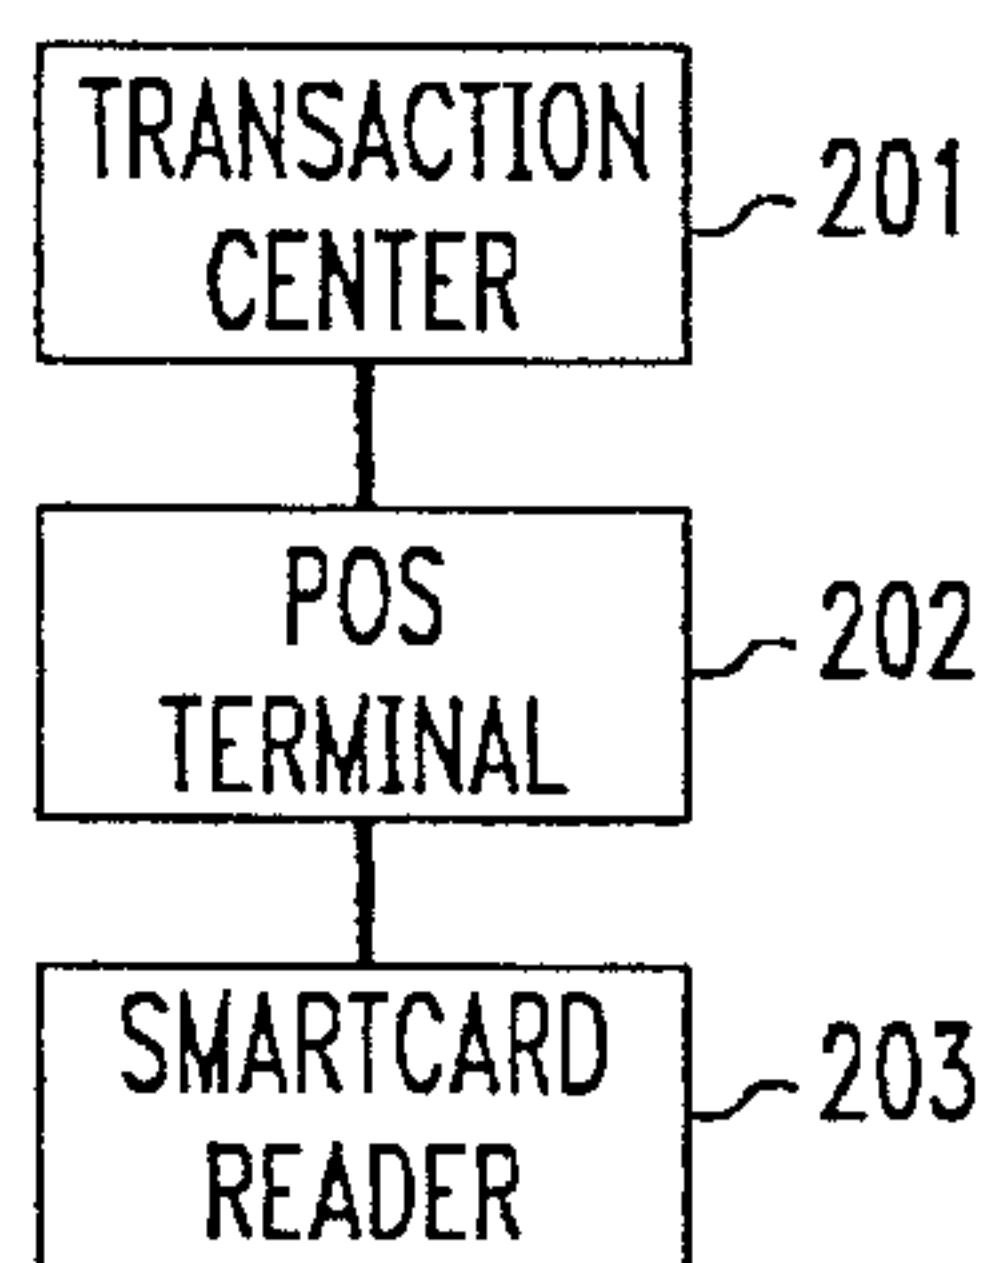 TRANSACTION
CENTER
201
POS
TERMINAL
202
SMARTCARD
READER
203